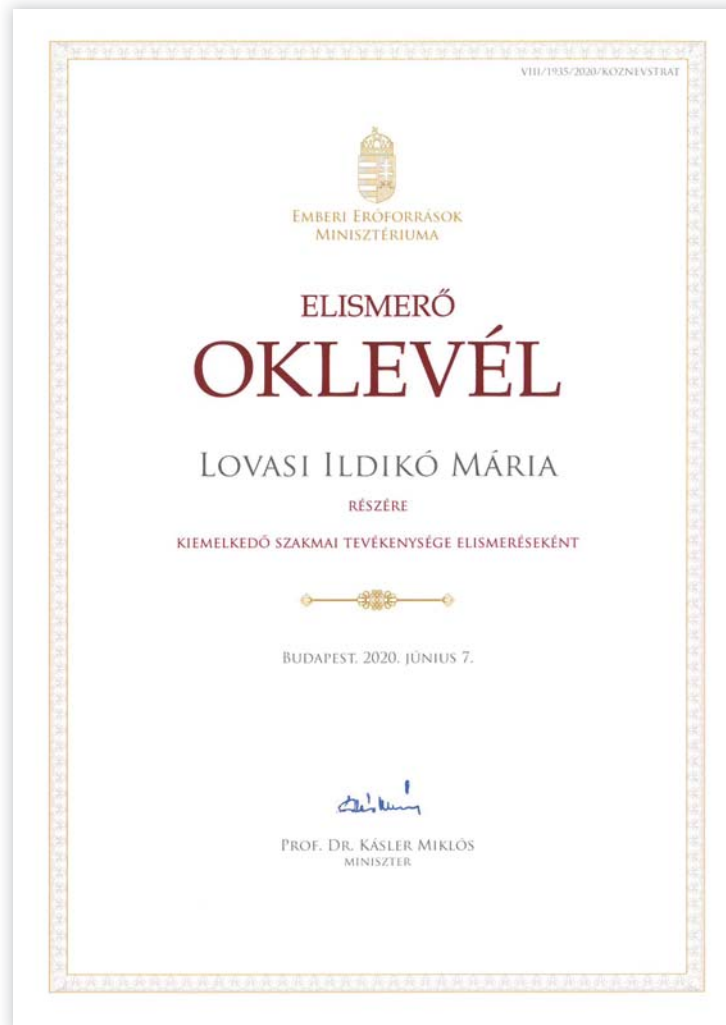 VIII/1935/2020/KOZNEVSTRAT
EMBERI ERŐFORRÁSOK
MINISZTÉRIUMA
ELISMERŐ
OKLEVÉL
LOVASI ILDIKÓ MÁRIA
RÉSZÉRE
KIEMELKEDŐ SZAKMAI TEVÉKENYSÉGE ELISMERÉSEKÉNT
BUDAPEST, 2020. JÚNIUS 7.
PROF. DR. KÁSLER MIKLÓS
MINISZTER